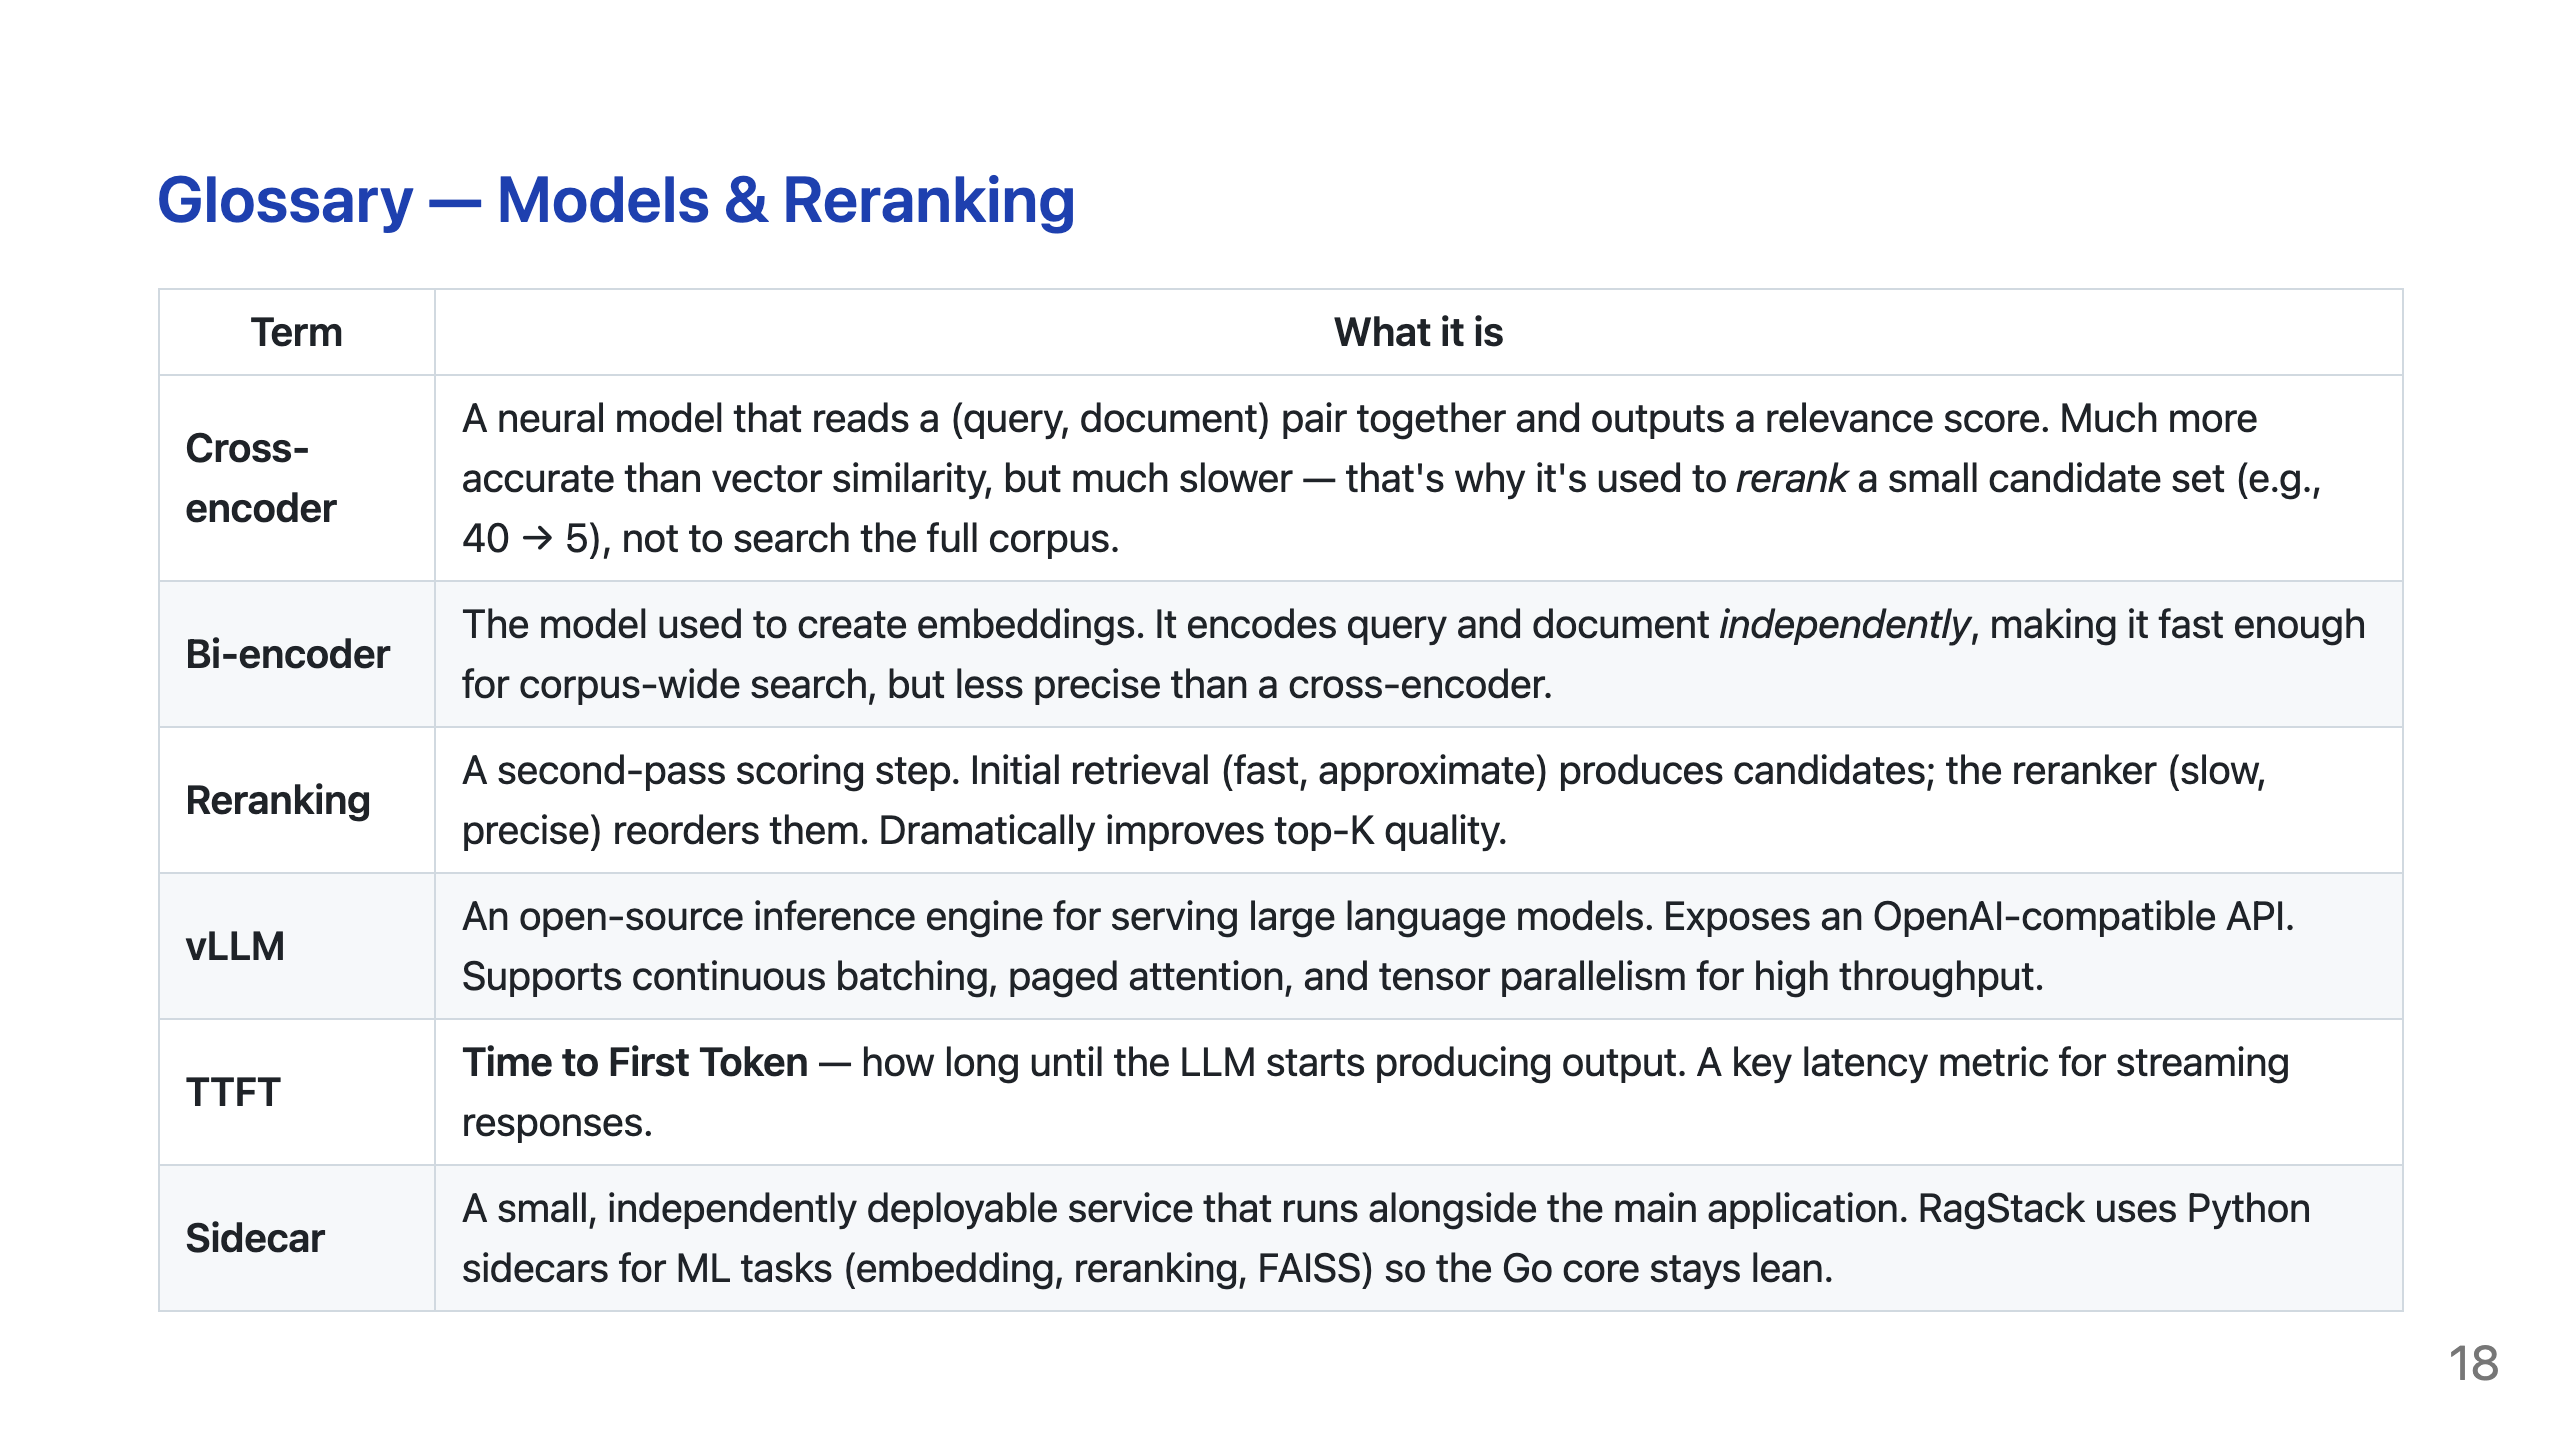 Glossary — Models & Reranking
Term
What it is
Cross-
encoder
A neural model that reads a (query, document) pair together and outputs a relevance score. Much more
accurate than vector similarity, but much slower — that's why it's used to rerank a small candidate set (e.g.,
40 → 5), not to search the full corpus.
Bi-encoder
The model used to create embeddings. It encodes query and document independently, making it fast enough
for corpus-wide search, but less precise than a cross-encoder.
Reranking
A second-pass scoring step. Initial retrieval (fast, approximate) produces candidates; the reranker (slow,
precise) reorders them. Dramatically improves top-K quality.
vLLM
An open-source inference engine for serving large language models. Exposes an OpenAI-compatible API.
Supports continuous batching, paged attention, and tensor parallelism for high throughput.
TTFT
Time to First Token — how long until the LLM starts producing output. A key latency metric for streaming
responses.
Sidecar
A small, independently deployable service that runs alongside the main application. RagStack uses Python
sidecars for ML tasks (embedding, reranking, FAISS) so the Go core stays lean.
18